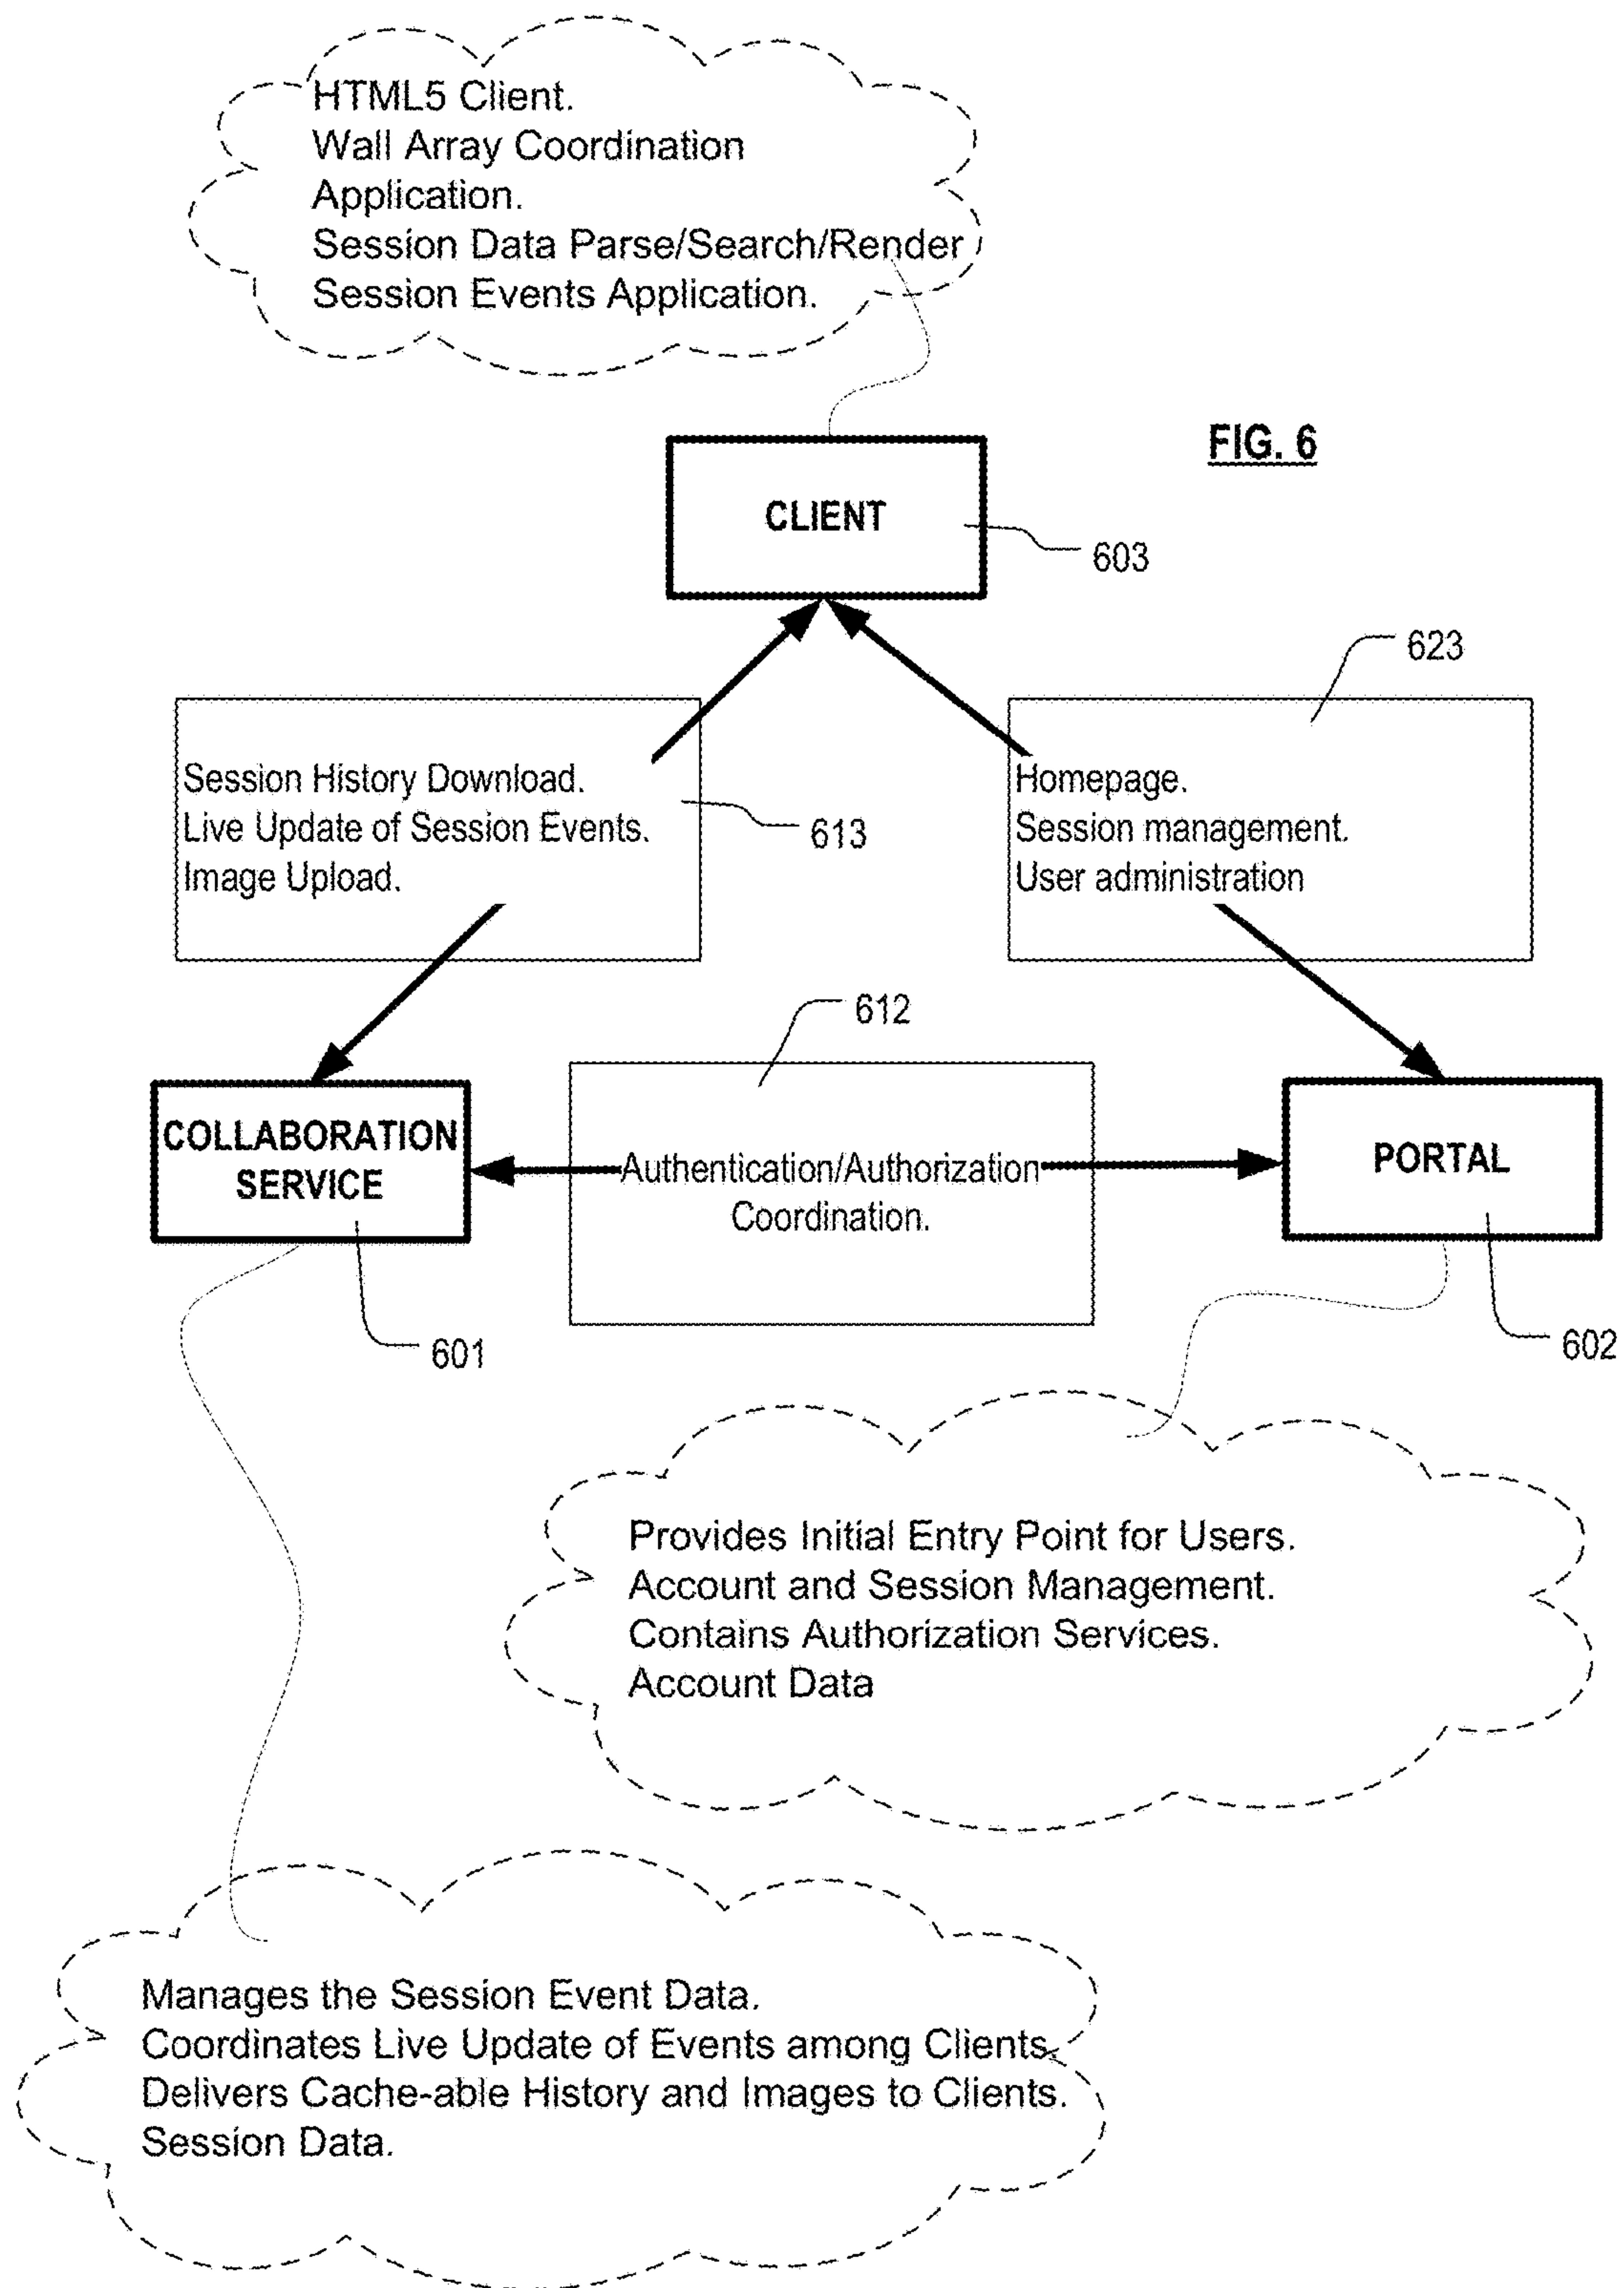 HTML5 Client.
Wall Array Coordination
Application.
Session Data Parse/Search/Render
Session Events Application.
FIG. 6
CLIENT
603
623
Session History Download.
Live Update of Session Events.
Image Upload.
613
Homepage.
Session management.
User administration
612
COLLABORATION
SERVICE
Authentication/Authorization
Coordination.
PORTAL
601
602
Provides Initial Entry Point for Users.
Account and Session Management.
Contains Authorization Services.
Account Data
Manages the Session Event Data.
Coordinates Live Update of Events among Clients.
Delivers Cache-able History and Images to Clients.
Session Data.